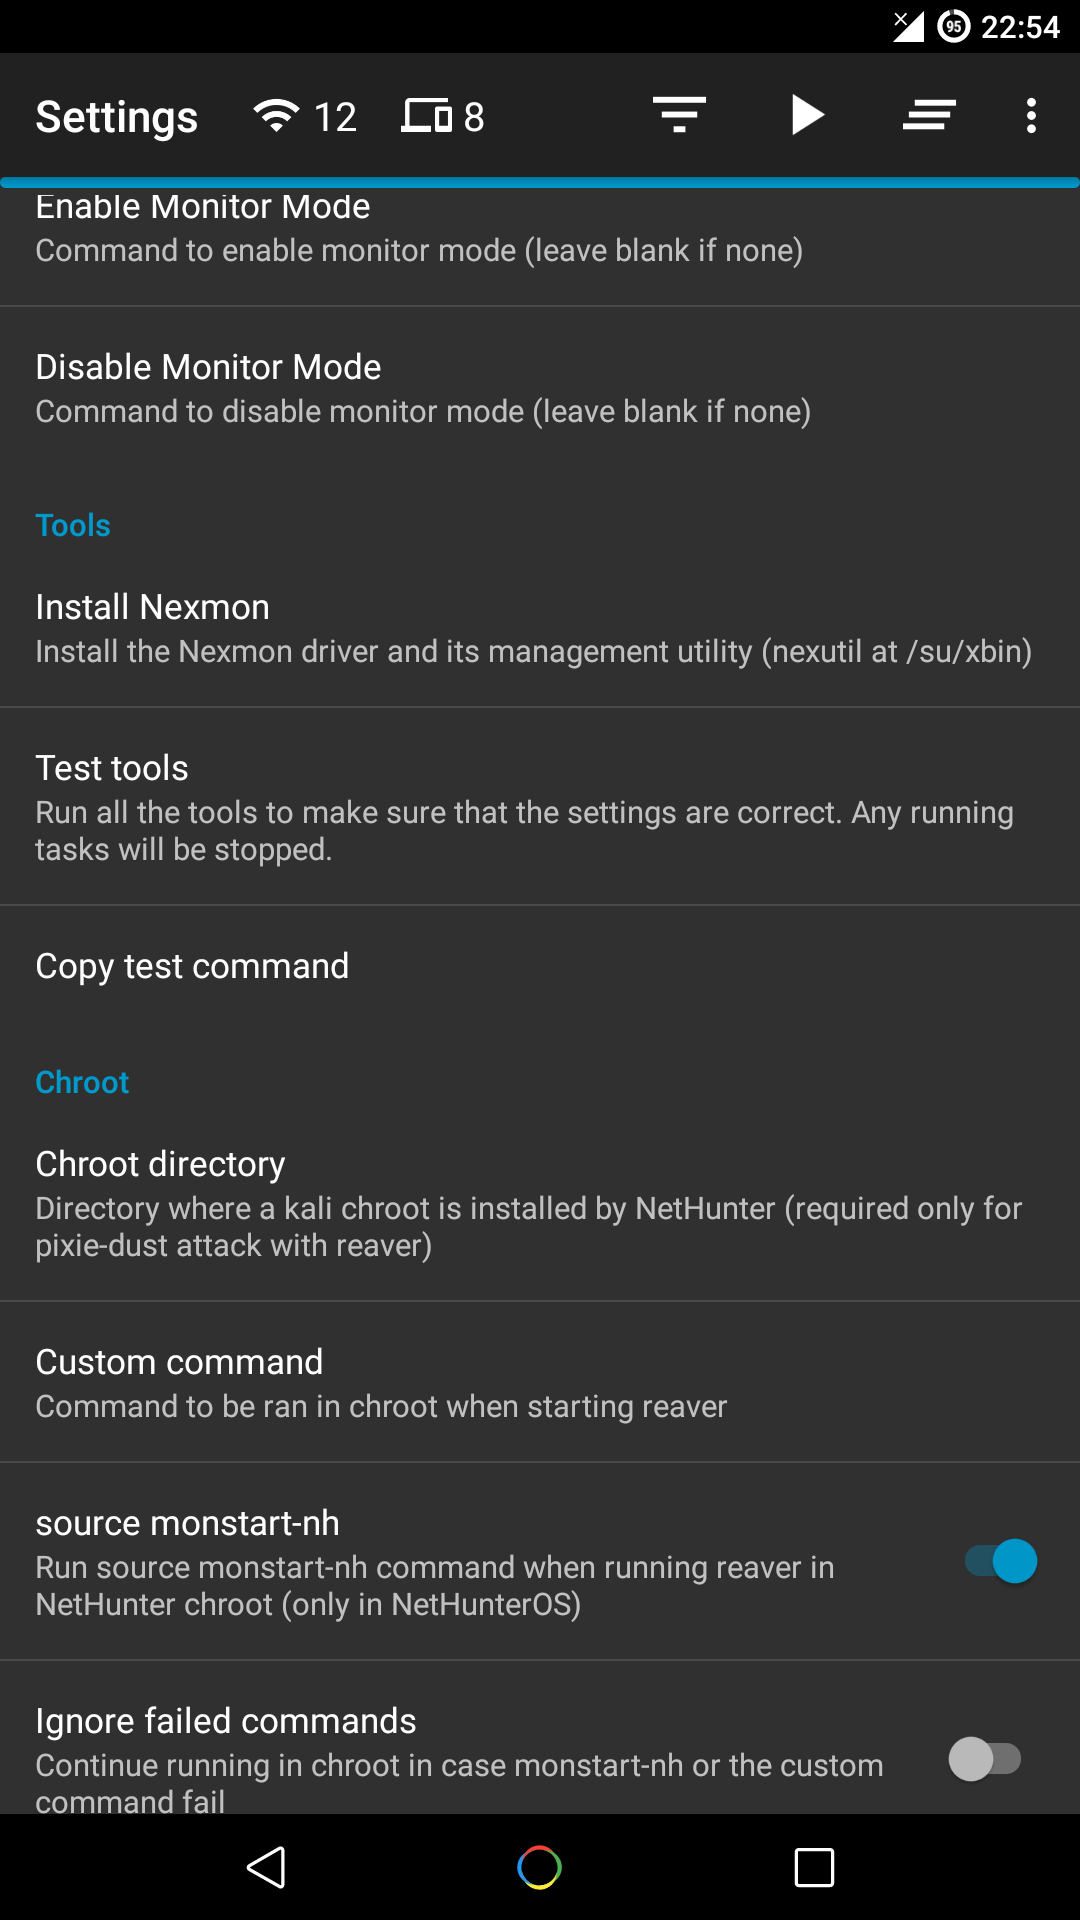 95 22:54
Settings 12 8
Enable Monitor Mode
Command to enable monitor mode (leave blank if none)
Disable Monitor Mode
Command to disable monitor mode (leave blank if none)
Tools
Install Nexmon
Install the Nexmon driver and its management utility (nexutil at /su/xbin)
Test tools
Run all the tools to make sure that the settings are correct. Any running
tasks will be stopped.
Copy test command
Chroot
Chroot directory
Directory where a kali chroot is installed by NetHunter (required only for
pixie-dust attack with reaver)
Custom command
Command to be ran in chroot when starting reaver
source monstart-nh
Run source monstart-nh command when running reaver in
NetHunter chroot (only in NetHunterOS)
Ignore failed commands
Continue running in chroot in case monstart-nh or the custom
command fail